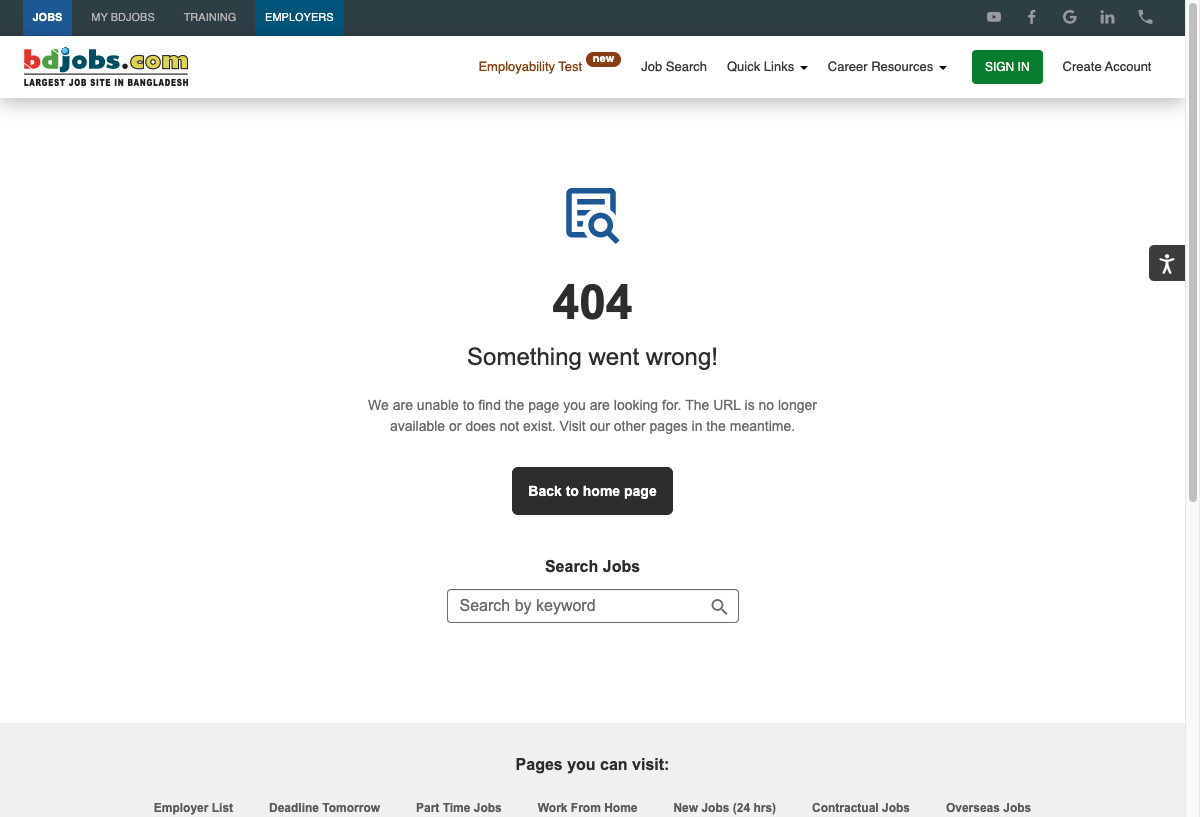 JOBS MY BDJOBS TRAINING EMPLOYERS
bdjobs.com
LARGEST JOB SITE IN BANGLADESH
Employability Test new Job Search Quick Links Career Resources SIGN IN Create Account
404
Something went wrong!
We are unable to find the page you are looking for. The URL is no longer
available or does not exist. Visit our other pages in the meantime.
Back to home page
Search Jobs
Search by keyword
Pages you can visit:
Employer List Deadline Tomorrow Part Time Jobs Work From Home New Jobs (24 hrs) Contractual Jobs Overseas Jobs